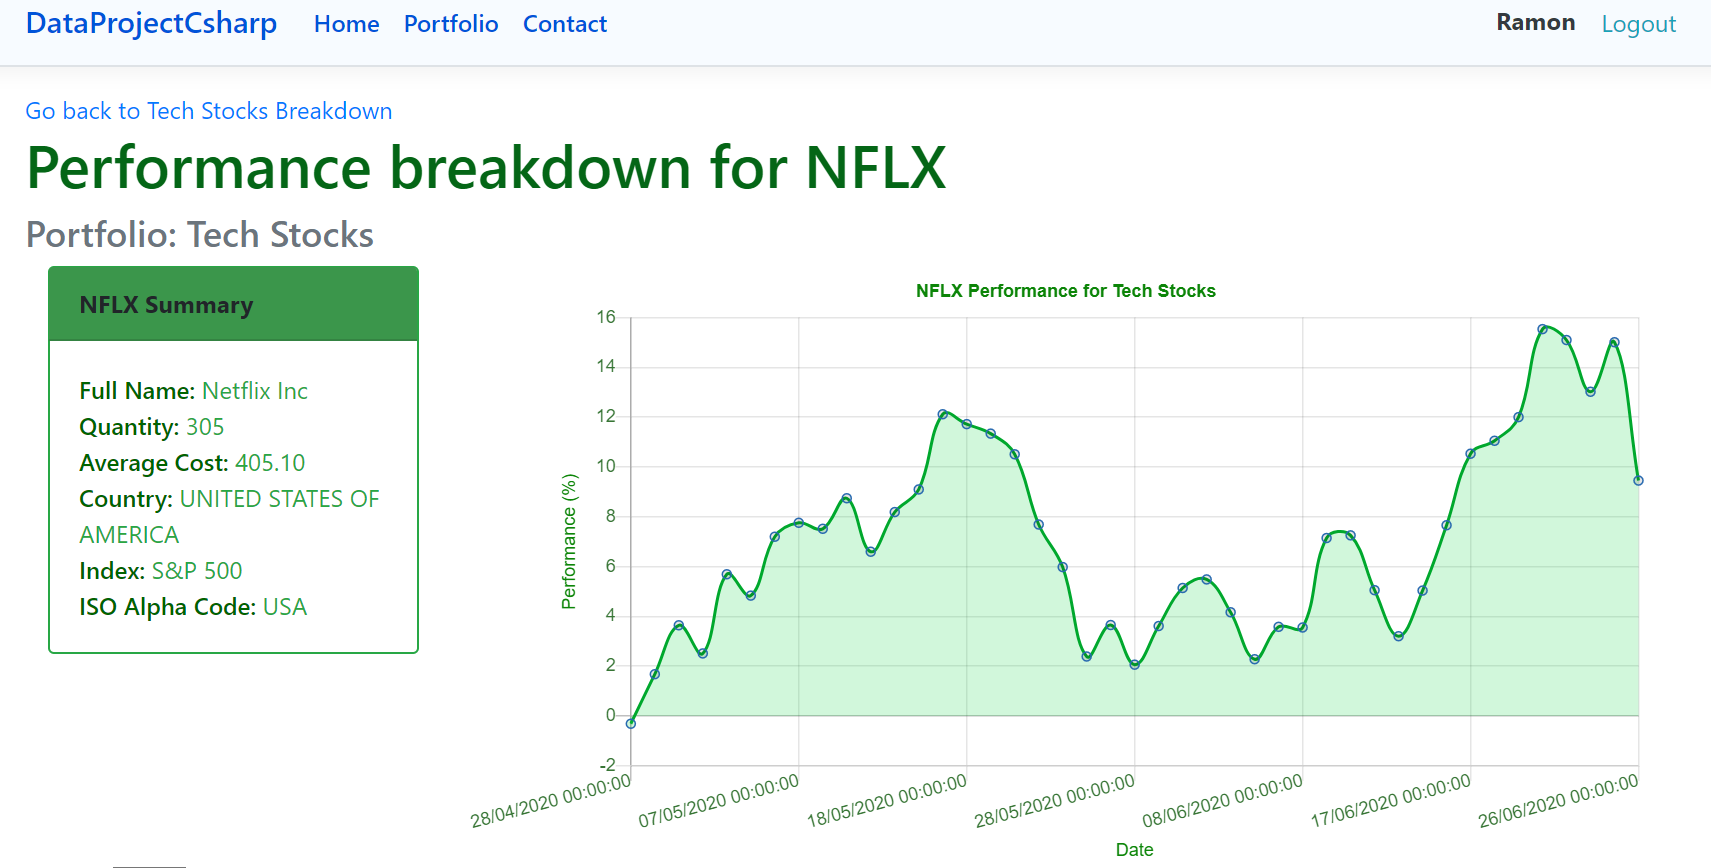 DataProjectCsharp Home Portfolio Contact Ramon Logout
Go back to Tech Stocks Breakdown
Performance breakdown for NFLX
Portfolio: Tech Stocks
NFLX Summary
Full Name: Netflix Inc
Quantity: 305
Average Cost: 405.10
Country: UNITED STATES OF
AMERICA
Index: S&P 500
ISO Alpha Code: USA
NFLX Performance for Tech Stocks
Performance (%)
16
14
12
10
8
6
4
2
0
-2
28/04/2020 00:00:00
07/05/2020 00:00:00
18/05/2020 00:00:00
28/05/2020 00:00:00
08/06/2020 00:00:00
17/06/2020 00:00:00
26/06/2020 00:00:00
Date